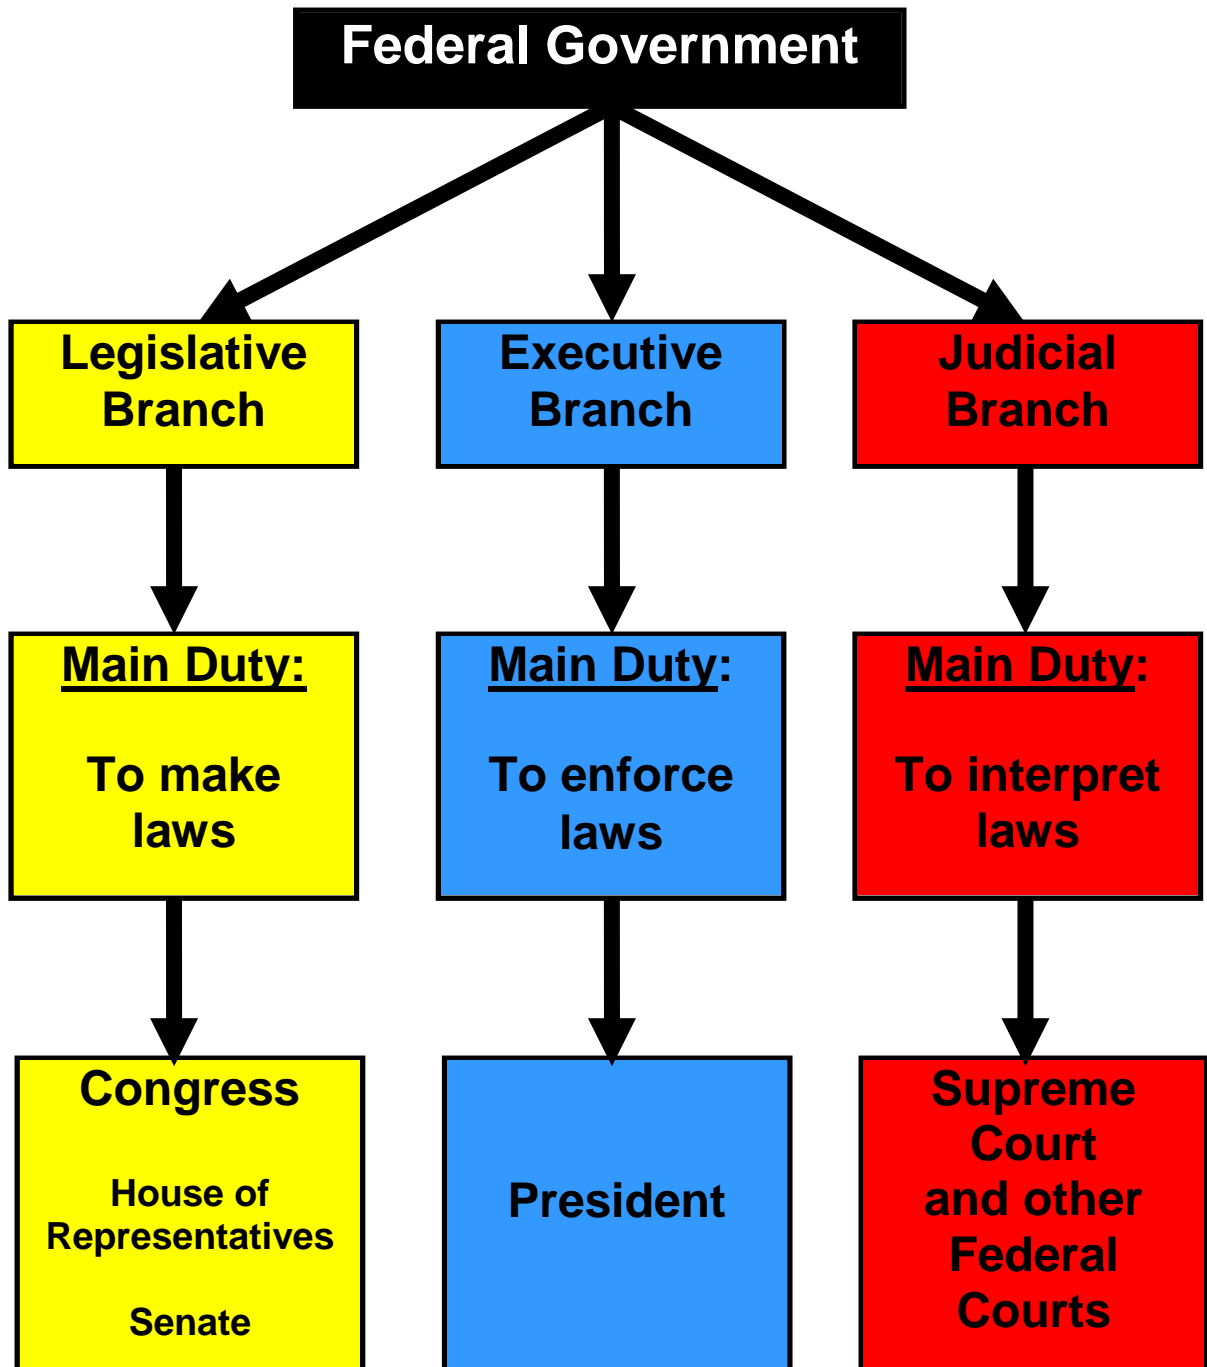 Federal Government
Legislative
Branch
Executive
Branch
Judicial
Branch
Main Duty:
To make
laws
Main Duty:
To enforce
laws
Main Duty:
To interpret
laws
Congress
House of
Representatives
Senate
President
Supreme
Court
and other
Federal
Courts